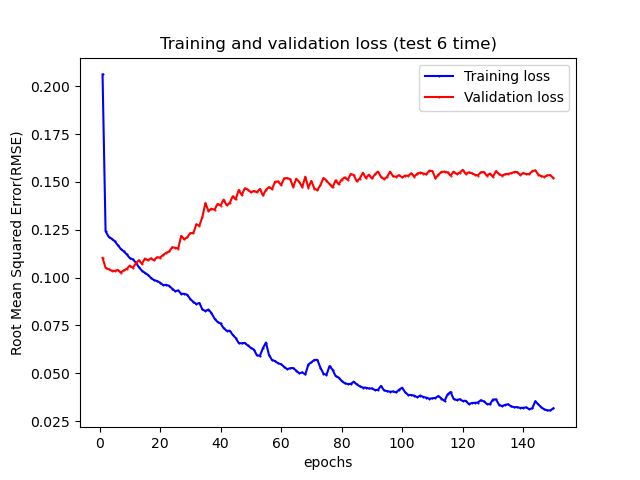 Training and validation loss (test 6 time)
Training loss
Validation loss
Root Mean Squared Error(RMSE)
0.200
0.175
0.150
0.125
0.100
0.075
0.050
0.025
0 20 40 60 80 100 120 140
epochs